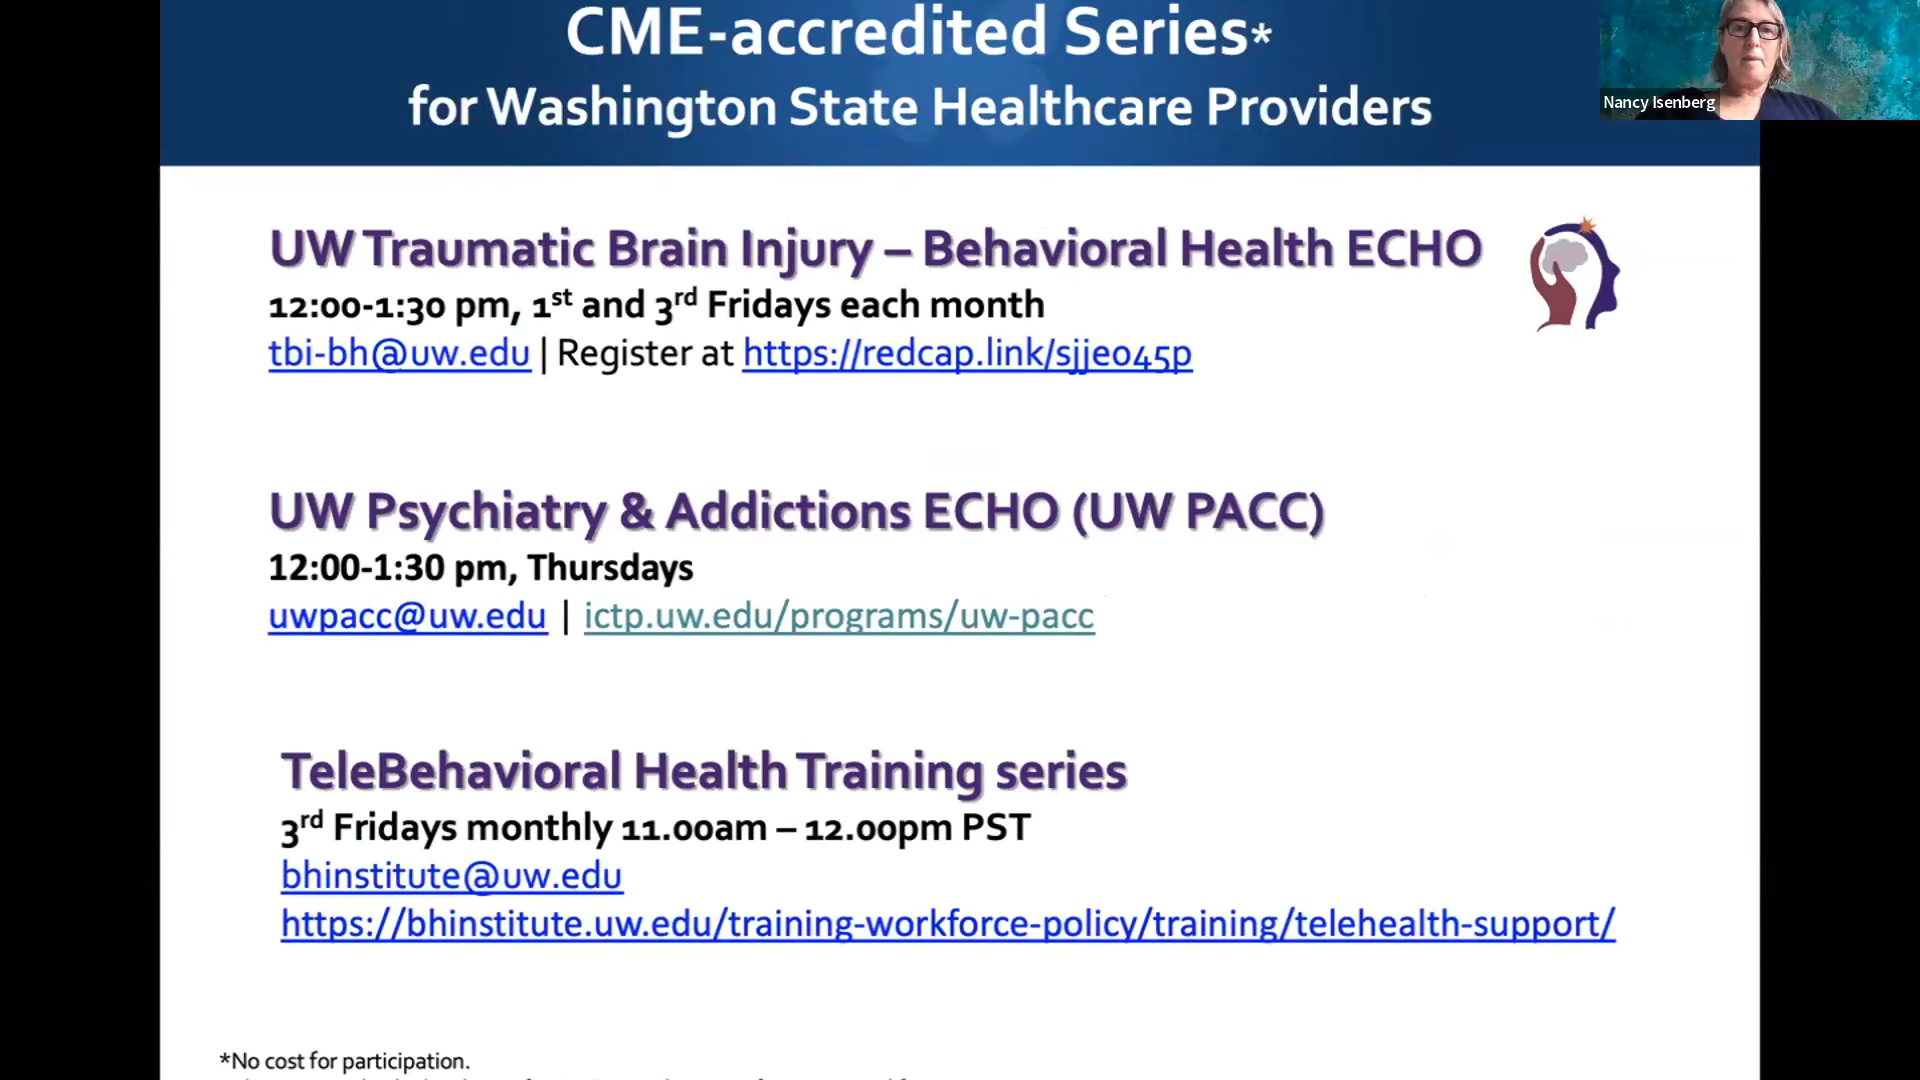 CME-accredited Series*
for Washington State Healthcare Providers
Nancy Isenberg
UW Traumatic Brain Injury – Behavioral Health ECHO
12:00-1:30 pm, 1st and 3rd Fridays each month
tbi-bh@uw.edu | Register at https://redcap.link/sjje045p
UW Psychiatry & Addictions ECHO (UW PACC)
12:00-1:30 pm, Thursdays
uwpacc@uw.edu | ictp.uw.edu/programs/uw-pacc
TeleBehavioral Health Training series
3rd Fridays monthly 11.00am – 12.00pm PST
bhinstitute@uw.edu
https://bhinstitute.uw.edu/training-workforce-policy/training/telehealth-support/
*No cost for participation.